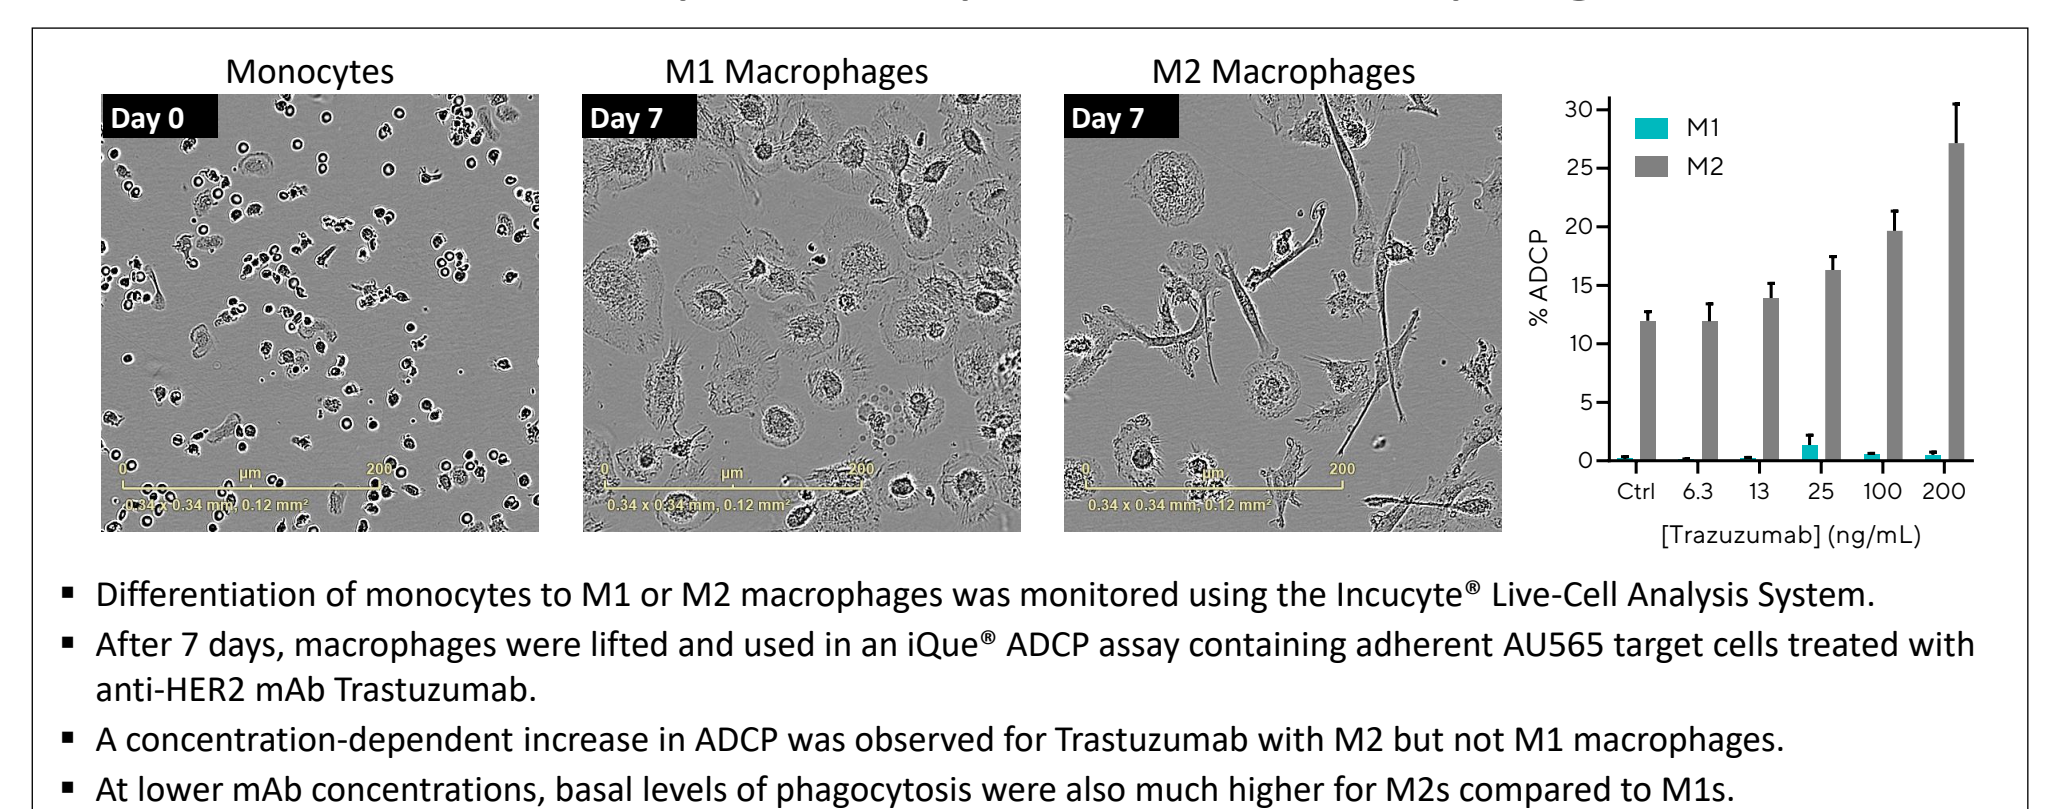 Monocytes
M1 Macrophages
M2 Macrophages
Day 0
Day 7
Day 7
0 µm 200
0.34 x 0.34 mm, 0.12 mm²
0 µm 200
0.34 x 0.34 mm, 0.12 mm²
0 µm 200
0.34 x 0.34 mm, 0.12 mm²
M1
M2
% ADCP
30
25
20
15
10
5
0
Ctrl 6.3 13 25 100 200
[Trazuzumab] (ng/mL)
▪ Differentiation of monocytes to M1 or M2 macrophages was monitored using the Incucyte® Live-Cell Analysis System.
▪ After 7 days, macrophages were lifted and used in an iQue® ADCP assay containing adherent AU565 target cells treated with
anti-HER2 mAb Trastuzumab.
▪ A concentration-dependent increase in ADCP was observed for Trastuzumab with M2 but not M1 macrophages.
▪ At lower mAb concentrations, basal levels of phagocytosis were also much higher for M2s compared to M1s.